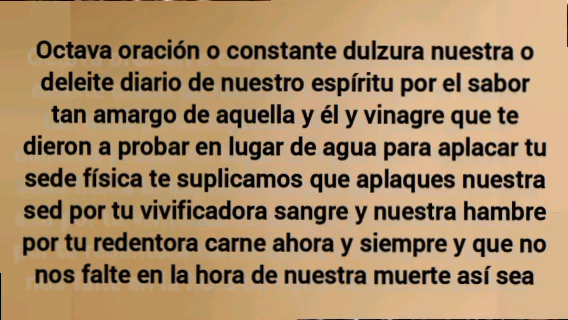 Octava oración o constante dulzura nuestra o
deleite diario de nuestro espíritu por el sabor
tan amargo de aquella y él y vinagre que te
dieron a probar en lugar de agua para aplacar tu
sede física te suplicamos que aplaques nuestra
sed por tu vivificadora sangre y nuestra hambre
por tu redentora carne ahora y siempre y que no
nos falte en la hora de nuestra muerte así sea